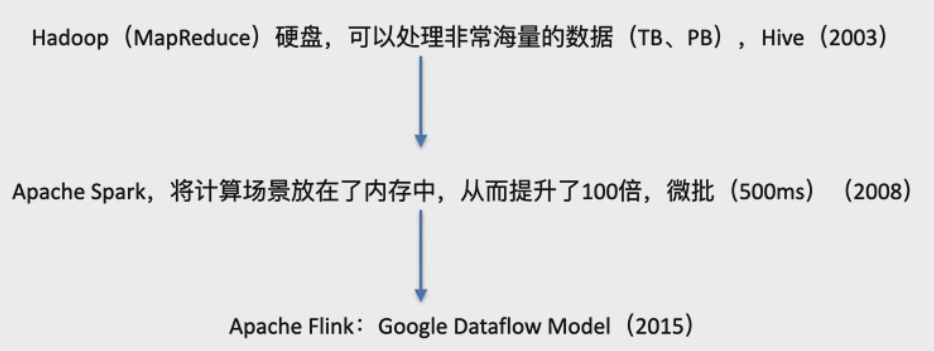 Hadoop（MapReduce）硬盘，可以处理非常海量的数据（TB、PB）, Hive（2003）
Apache Spark，将计算场景放在了内存中，从而提升了100倍，微批（500ms）（2008）
Apache Flink：Google Dataflow Model（2015）